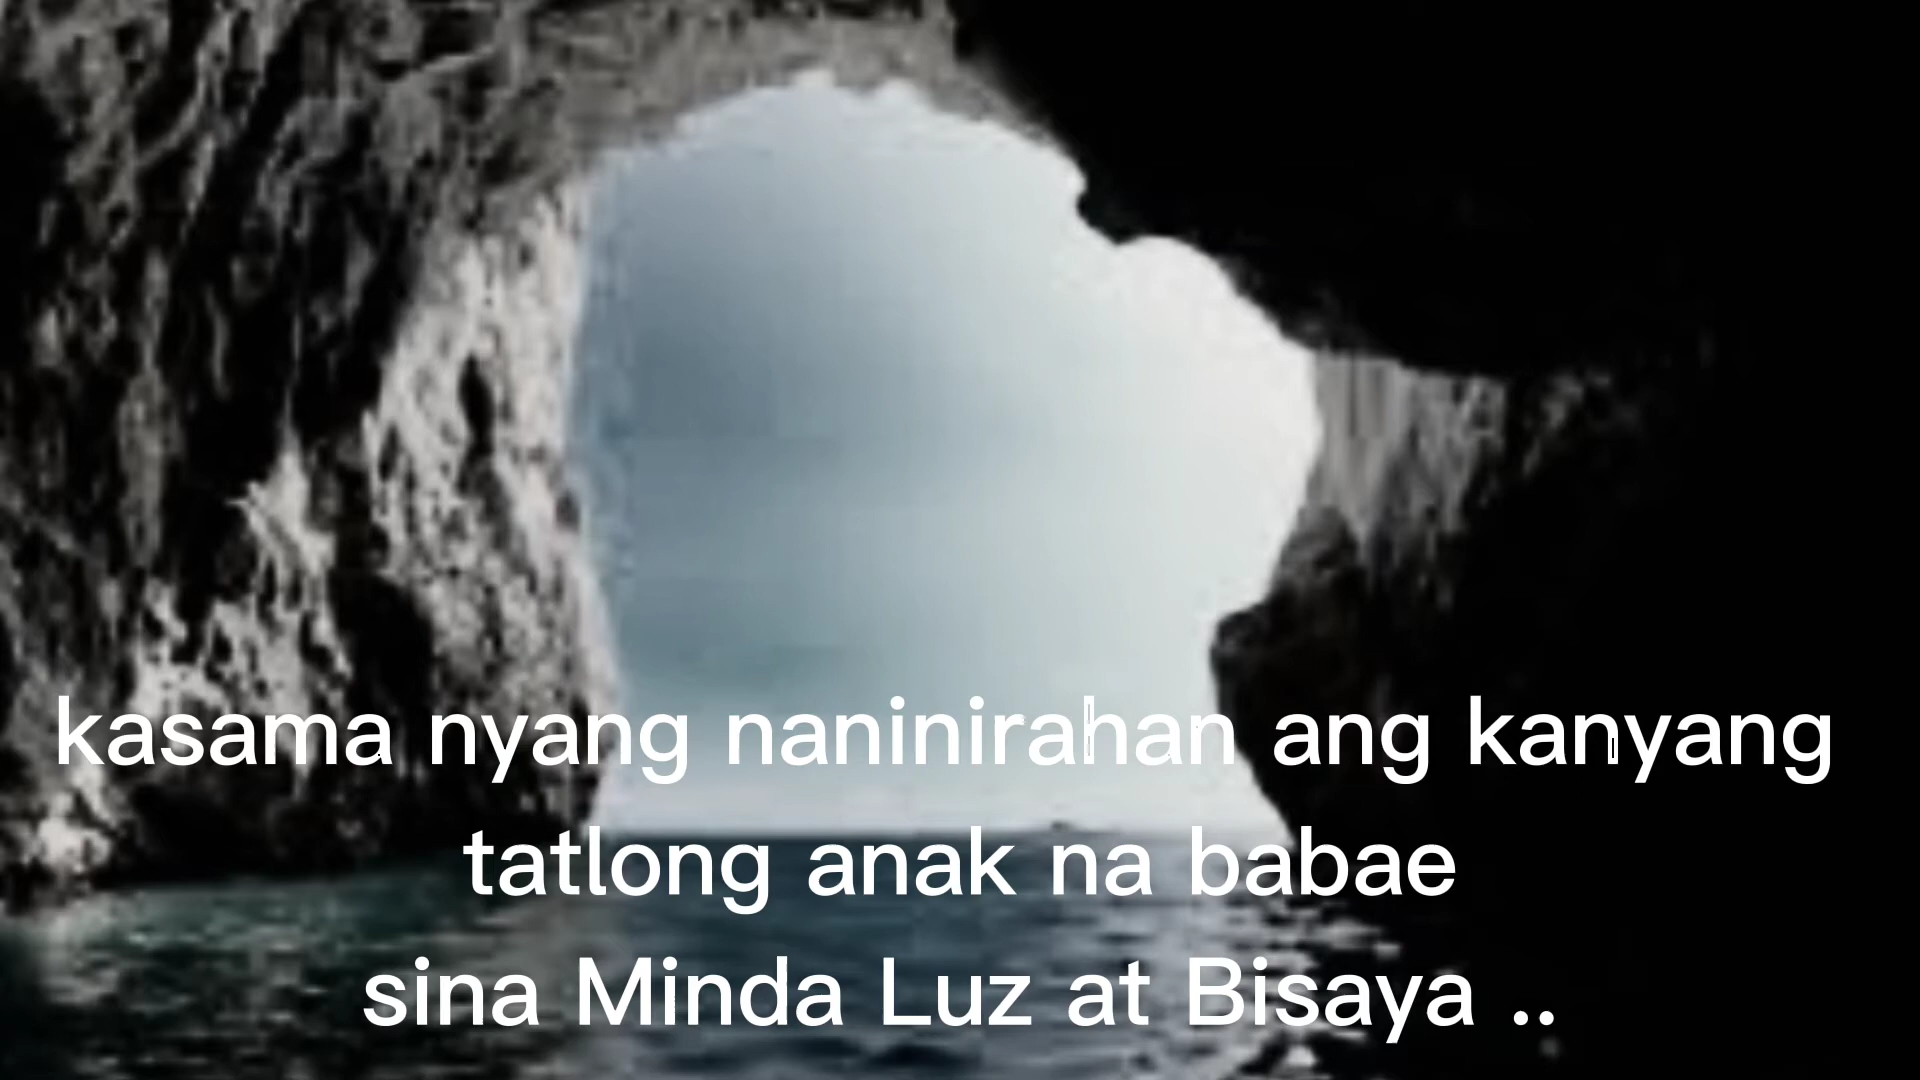 kasama nyang naninirahan ang kanyang
tatlong anak na babae
sina Minda Luz at Bisaya ..